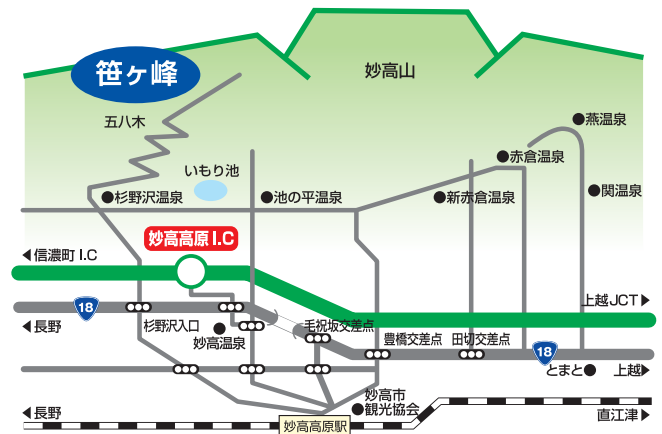 笹ヶ峰
妙高山
五八木
燕温泉
いもり池
赤倉温泉
杉野沢温泉
池の平温泉
新赤倉温泉
関温泉
妙高高原I.C
信濃町I.C
上越JCT
18
長野
杉野沢入口
妙高温泉
毛祝坂交差点
豊橋交差点
田切交差点
18
とまと
上越
妙高市
観光協会
長野
妙高高原駅
直江津